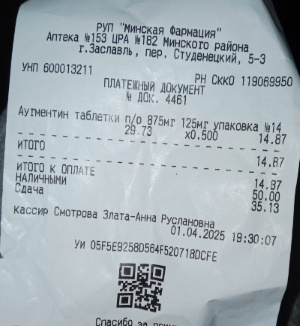 РУП "Минская Фармация"
Аптека №153 ЦРА №182 Минского района
г.Заславль, пер. Студенецкий, 5-3
УНП 600013211 РН СККО 119069950
ПЛАТЕЖНЫЙ ДОКУМЕНТ
№ ДОК. 4461
Аугментин таблетки п/о 875мг 125мг упаковка №14
29.73 x0.500 14.87
ИТОГО 14.87
ИТОГО К ОПЛАТЕ 14.87
НАЛИЧНЫМИ 50.00
Сдача 35.13
кассир Смотрова Злата-Анна Руслановна
01.04.2025 19:30:07
УИ 05F5E9258D564F520718DCFE
Спасибо за